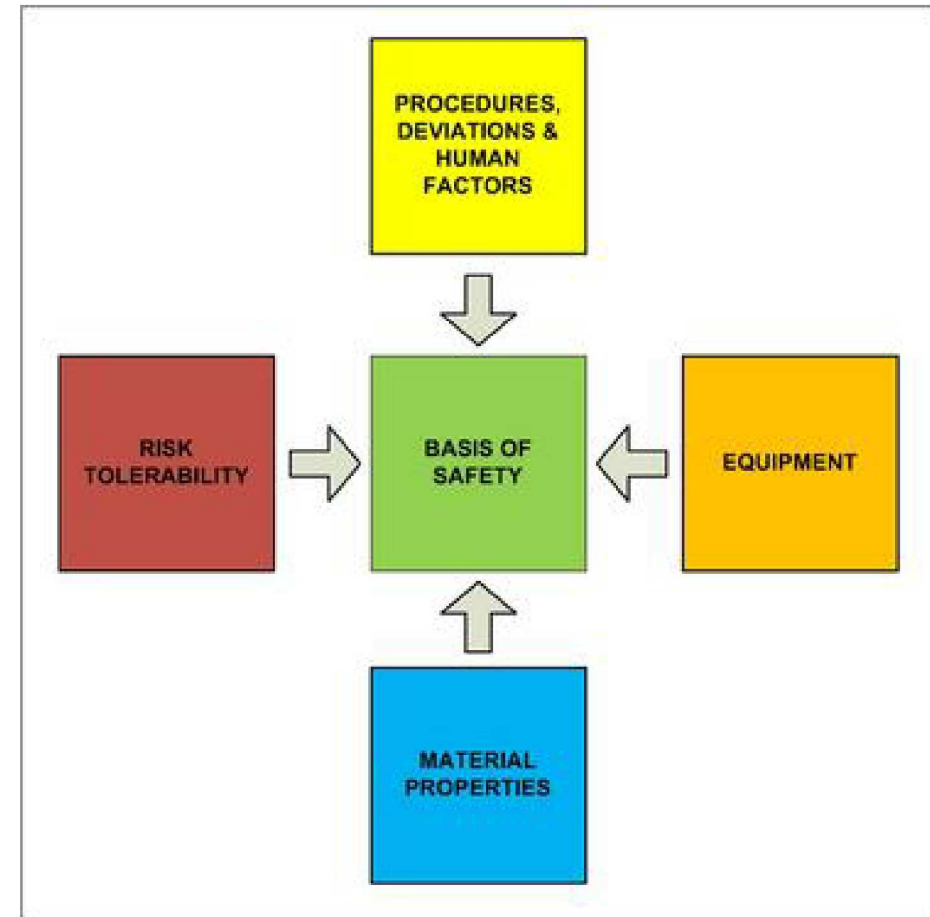 PROCEDURES,
DEVIATIONS &
HUMAN
FACTORS
RISK
TOLERABILITY
BASIS OF
SAFETY
EQUIPMENT
MATERIAL
PROPERTIES